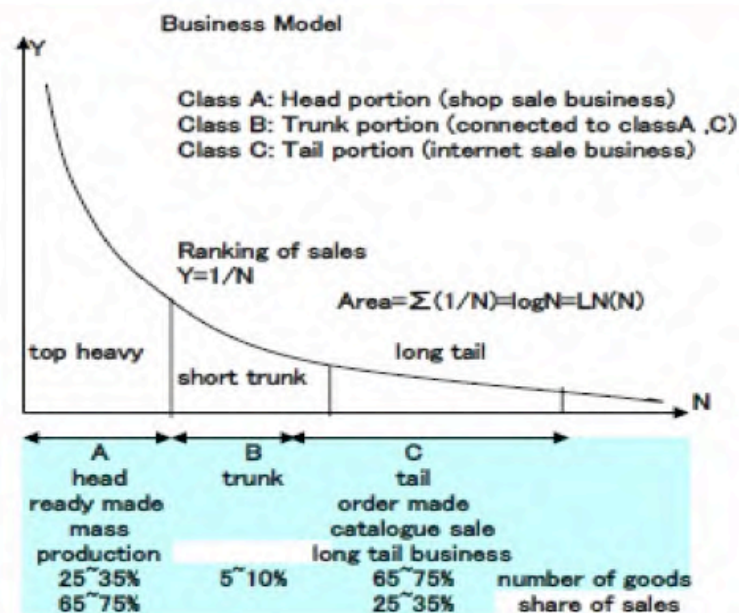 Business Model
Y
Class A: Head portion (shop sale business)
Class B: Trunk portion (connected to classA ,C)
Class C: Tail portion (internet sale business)
Ranking of sales
Y=1/N
Area=Σ(1/N)=logN=LN(N)
top heavy
short trunk
long tail
N
A B C
head trunk tail
ready made order made
mass catalogue sale
production long tail business
25~35% 5~10% 65~75% number of goods
65~75% 25~35% share of sales